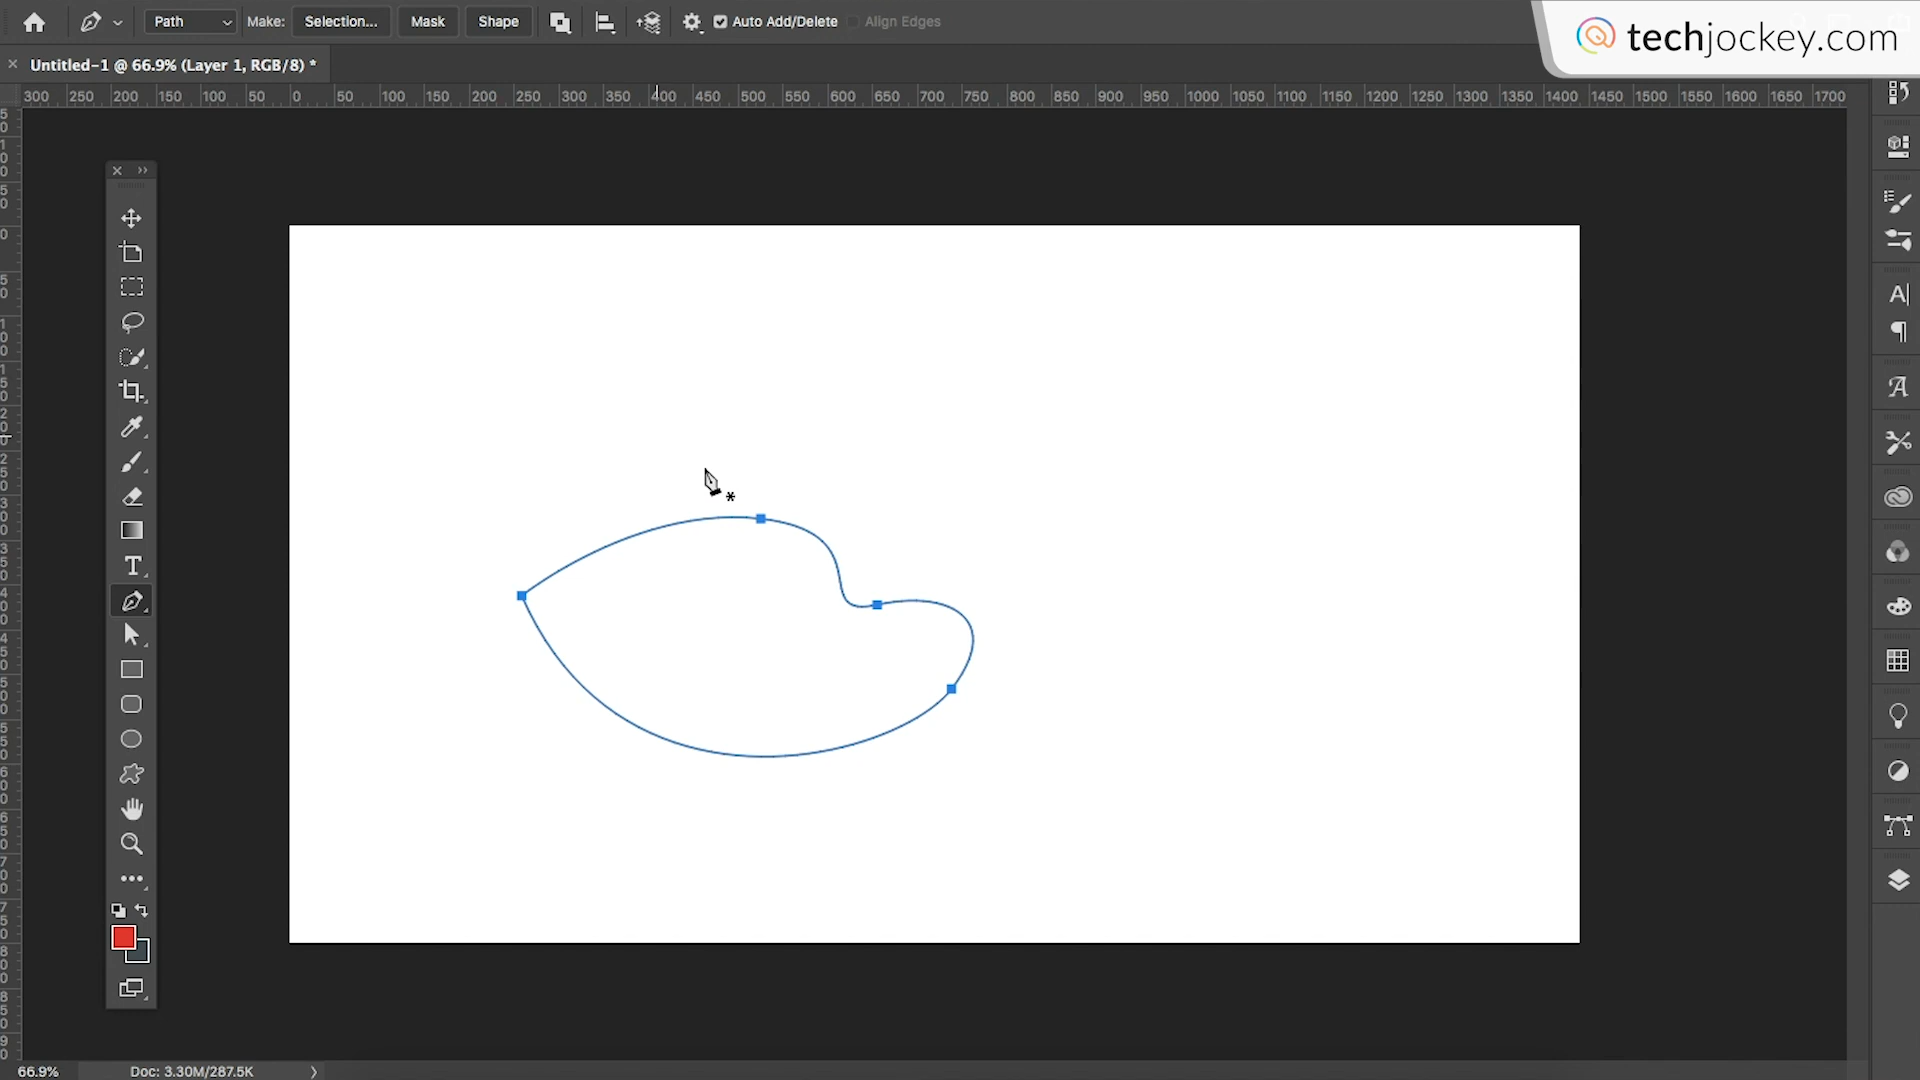 Path Make: Selection... Mask Shape Auto Add/Delete Align Edges
techjockey.com
Untitled-1 @ 66.9% (Layer 1, RGB/8) *
300 250 200 150 100 50 0 50 100 150 200 250 300 350 400 450 500 550 600 650 700 750 800 850 900 950 1000 1050 1100 1150 1200 1250 1300 1350 1400 1450 1500 1550 1600 1650 1700
66.9% Doc: 3.30M/287.5K